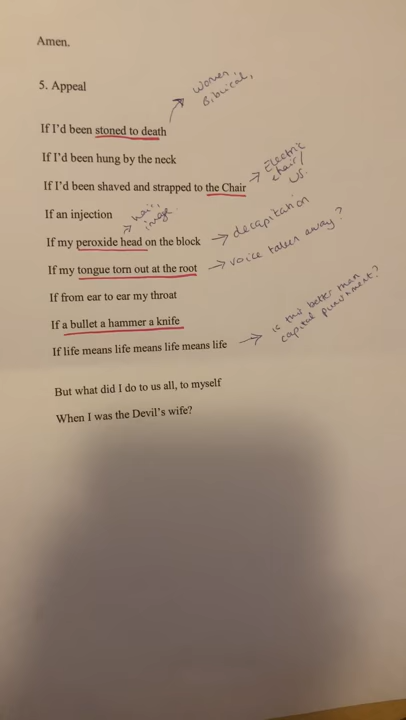 Amen.
5. Appeal
women,
Biblical,
If I'd been stoned to death
If I'd been hung by the neck
Electric
chair/
US.
If I'd been shaved and strapped to the Chair
If an injection
hair,
image.
If my peroxide head on the block
decapitation
If my tongue torn out at the root
voice taken away?
If from ear to ear my throat
If a bullet a hammer a knife
If life means life means life means life
is this better than
capital punishment?
But what did I do to us all, to myself
When I was the Devil's wife?